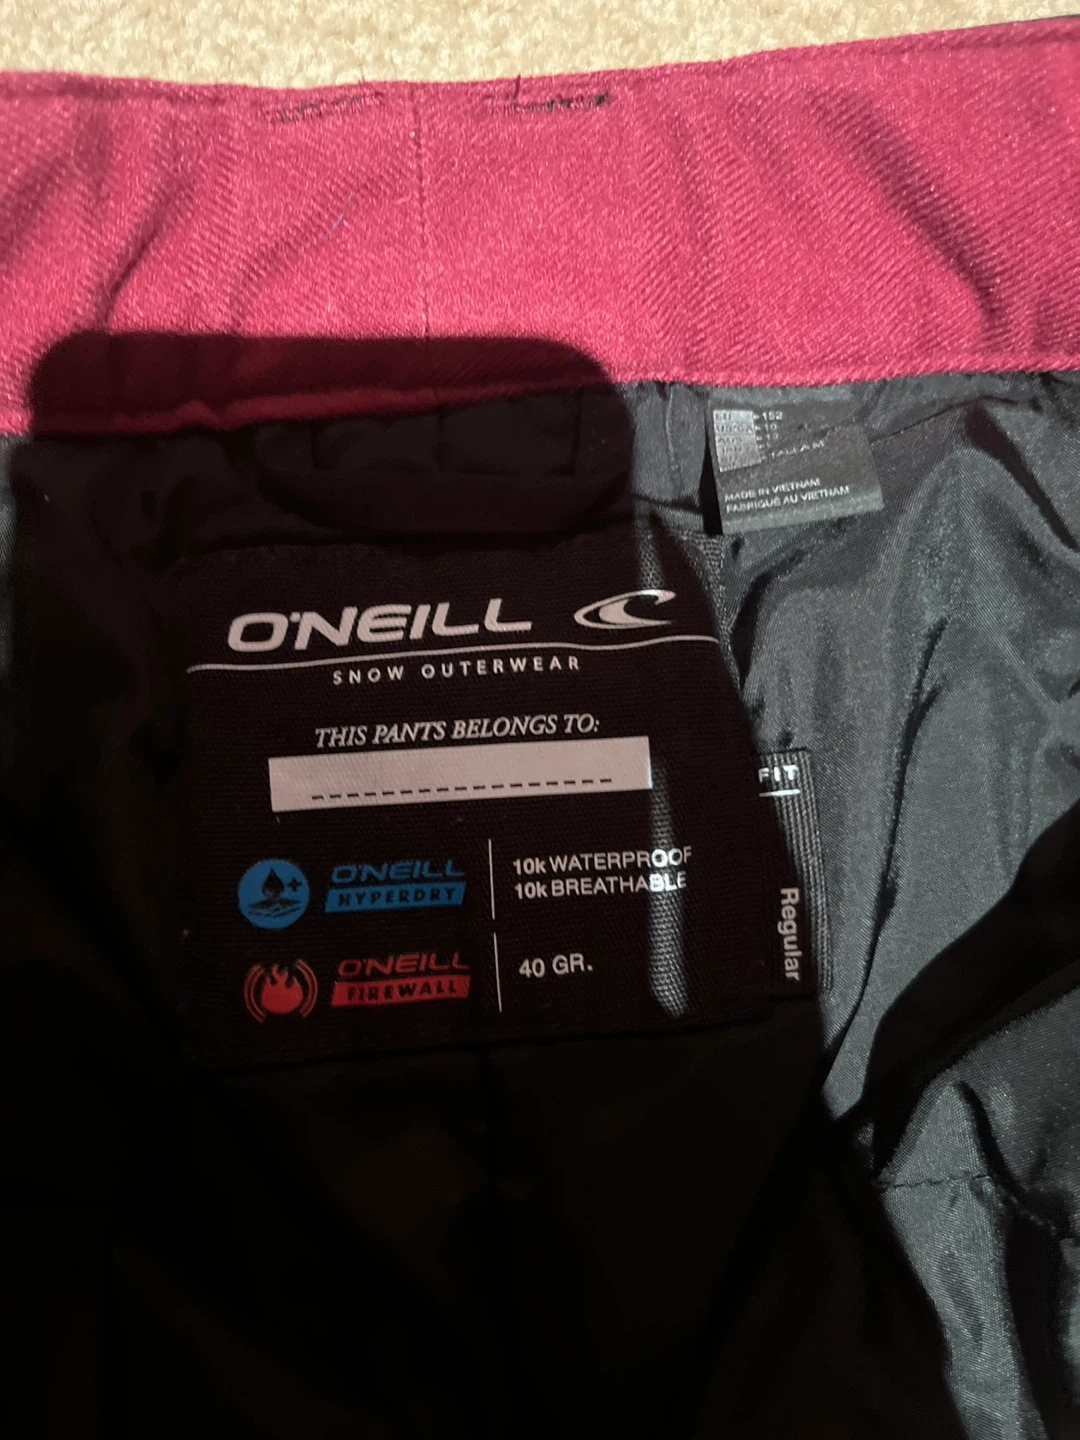 152
MADE IN VIETNAM
FABRIQUÉ AU VIETNAM
O'NEILL
SNOW OUTERWEAR
THIS PANTS BELONGS TO:
FIT
Regular
O'NEILL
HYPERDRY
10k WATERPROOF
10k BREATHABLE
O'NEILL
FIREWALL
40 GR.